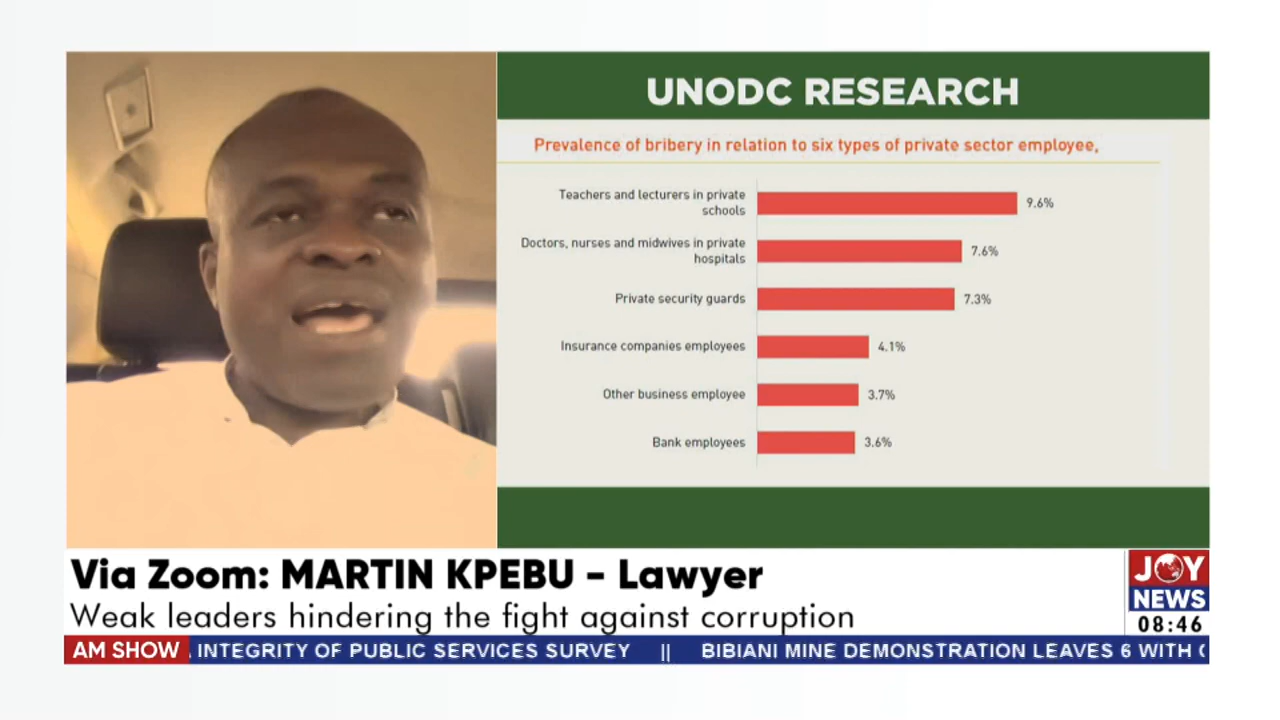 UNODC RESEARCH
Prevalence of bribery in relation to six types of private sector employee,
Teachers and lecturers in private
schools
9.6%
Doctors, nurses and midwives in private
hospitals
7.6%
Private security guards
7.3%
Insurance companies employees
4.1%
Other business employee
3.7%
Bank employees
3.6%
Via Zoom: MARTIN KPEBU - Lawyer
Weak leaders hindering the fight against corruption
JOY
NEWS
08:46
AM SHOW INTEGRITY OF PUBLIC SERVICES SURVEY || BIBIANI MINE DEMONSTRATION LEAVES 6 WITH